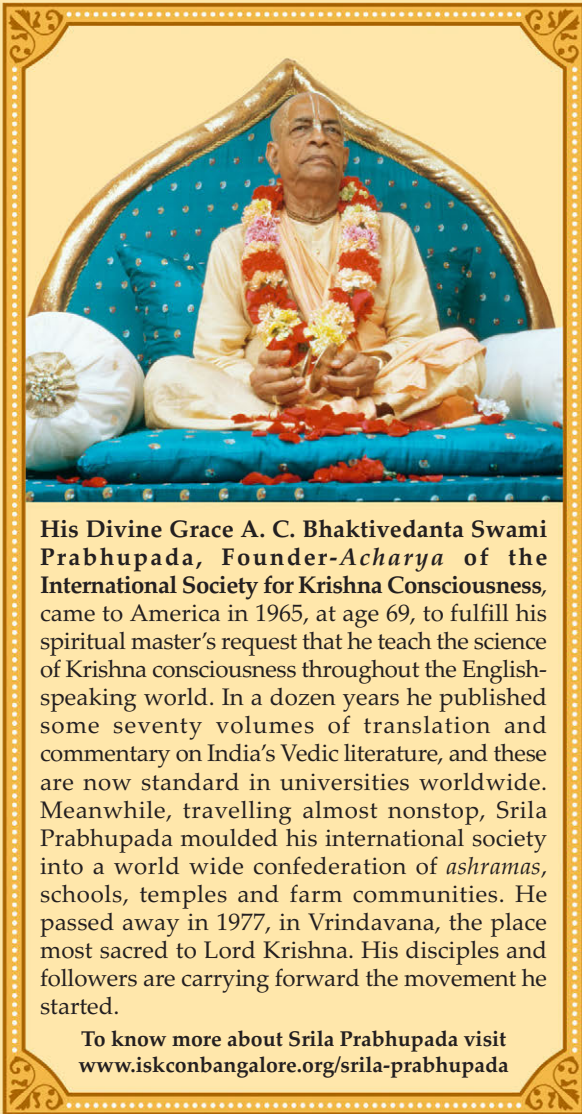 His Divine Grace A. C. Bhaktivedanta Swami
Prabhupada, Founder-Acharya of the
International Society for Krishna Consciousness,
came to America in 1965, at age 69, to fulfill his
spiritual master's request that he teach the science
of Krishna consciousness throughout the English-
speaking world. In a dozen years he published
some seventy volumes of translation and
commentary on India's Vedic literature, and these
are now standard in universities worldwide.
Meanwhile, travelling almost nonstop, Srila
Prabhupada moulded his international society
into a world wide confederation of ashramas,
schools, temples and farm communities. He
passed away in 1977, in Vrindavana, the place
most sacred to Lord Krishna. His disciples and
followers are carrying forward the movement he
started.
To know more about Srila Prabhupada visit
www.iskconbangalore.org/srila-prabhupada